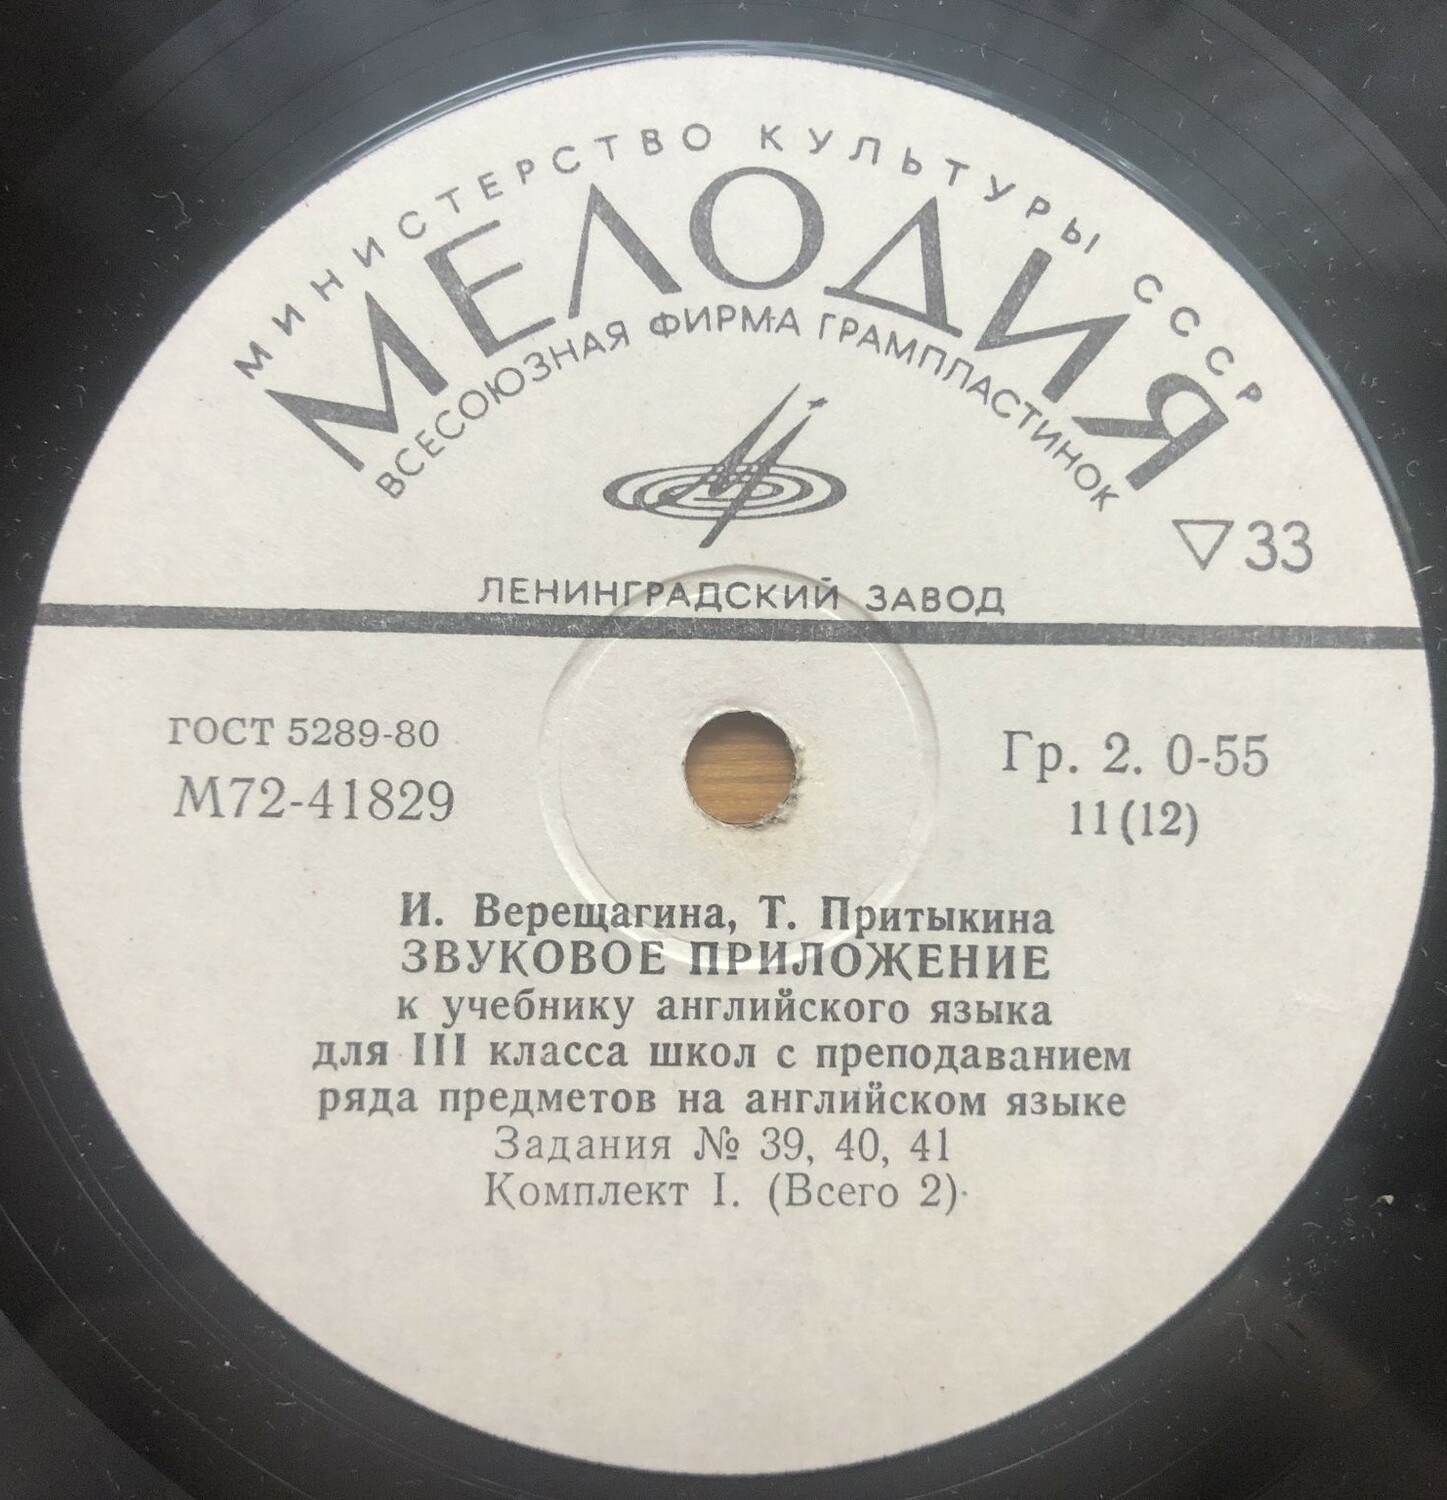 МИНИСТЕРСТВО КУЛЬТУРЫ СССР
МЕЛОДИЯ
ВСЕСОЮЗНАЯ ФИРМА ГРАМПЛАСТИНОК
▽33
ЛЕНИНГРАДСКИЙ ЗАВОД
ГОСТ 5289-80
М72-41829
Гр. 2. 0-55
11(12)
И. Верещагина, Т. Притыкина
ЗВУКОВОЕ ПРИЛОЖЕНИЕ
к учебнику английского языка
для III класса школ с преподаванием
ряда предметов на английском языке
Задания № 39, 40, 41
Комплект I. (Всего 2)